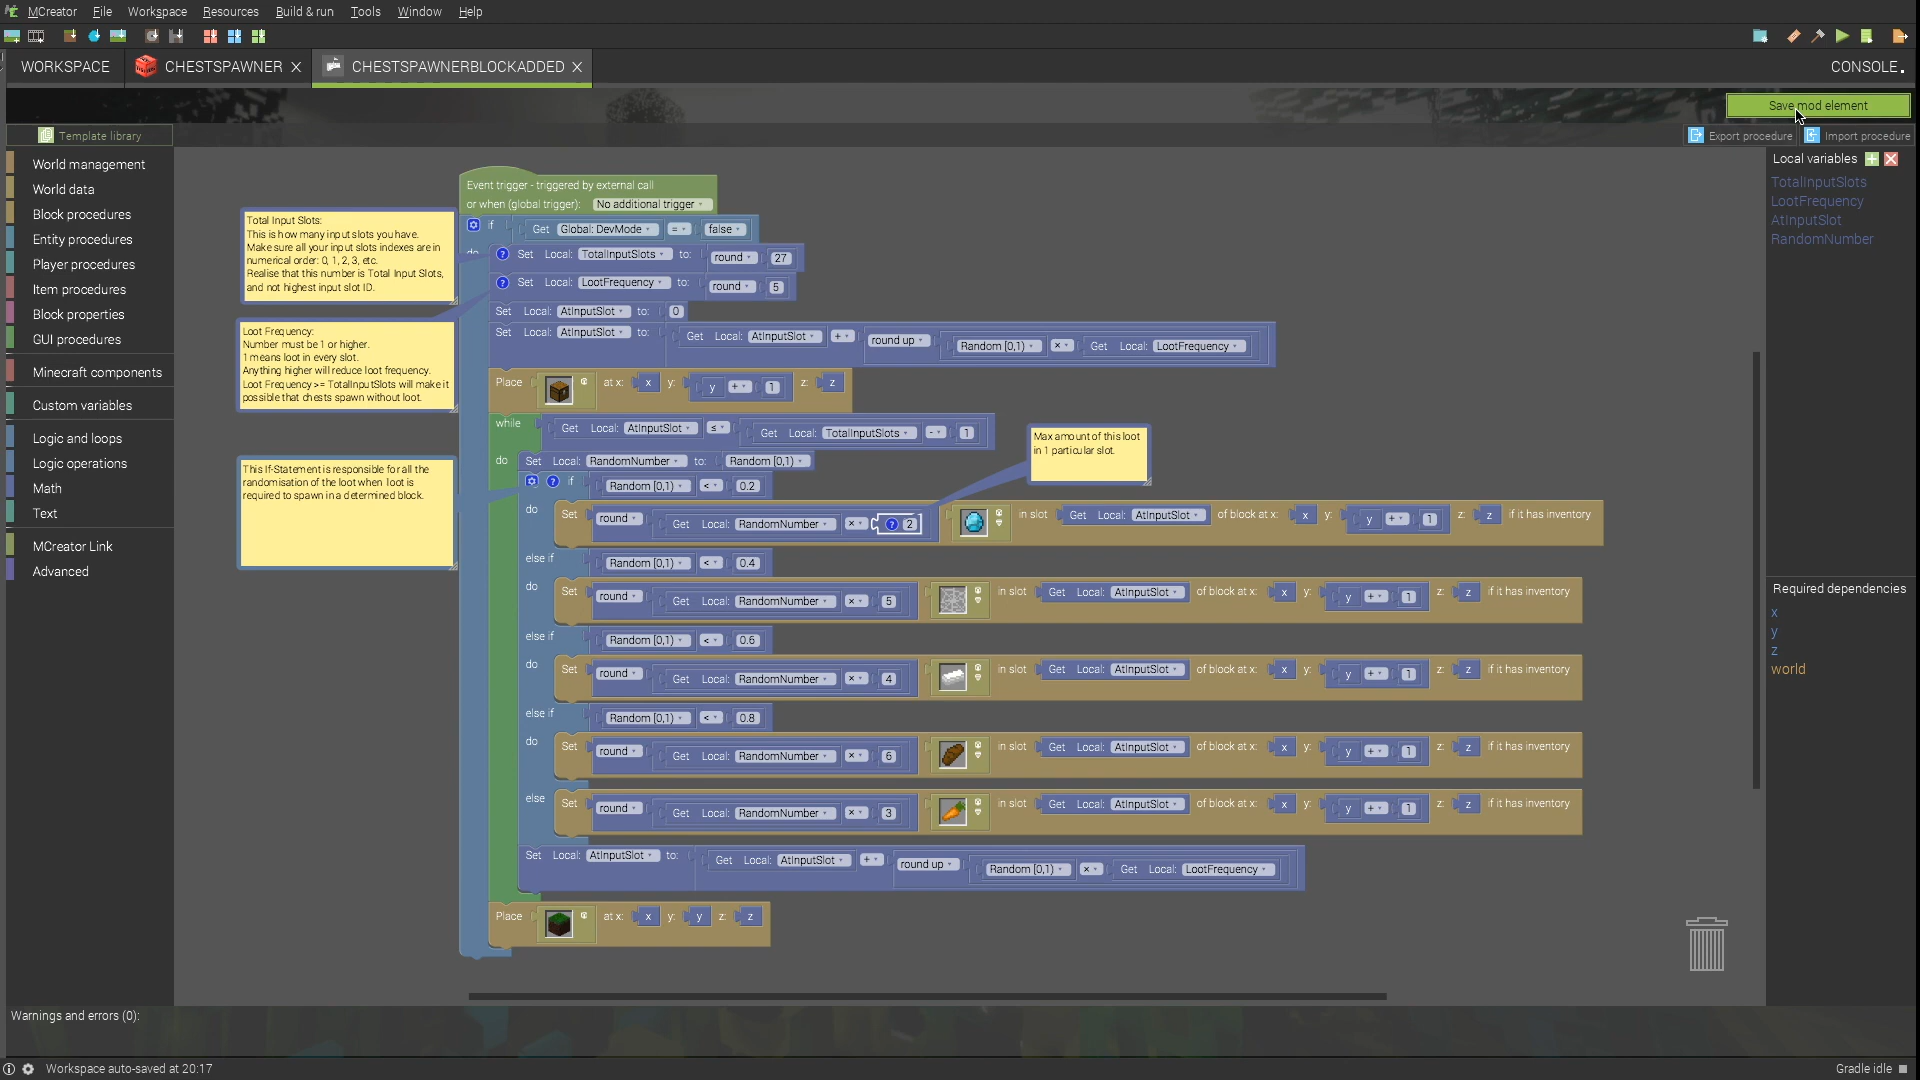 MCreator File Workspace Resources Build & run Tools Window Help
WORKSPACE CHESTSPAWNER CHESTSPAWNERBLOCKADDED CONSOLE
Save mod element
Template library
Export procedure Import procedure
World management
World data
Block procedures
Entity procedures
Player procedures
Item procedures
Block properties
GUI procedures
Minecraft components
Custom variables
Logic and loops
Logic operations
Math
Text
MCreator Link
Advanced
Total Input Slots:
This is how many input slots you have.
Make sure all your input slots indexes are in
numerical order: 0, 1, 2, 3, etc.
Realise that this number is Total Input Slots,
and not highest input slot ID.
Loot Frequency:
Number must be 1 or higher.
1 means loot in every slot.
Anything higher will reduce loot frequency.
Loot Frequency >= TotalInputSlots will make it
possible that chests spawn without loot.
This If-Statement is responsible for all the
randomisation of the loot when loot is
required to spawn in a determined block.
Event trigger - triggered by external call
or when (global trigger): No additional trigger
if Get Global: DevMode = false
do ? Set Local: TotalInputSlots to: round 27
? Set Local: LootFrequency to: round 5
Set Local: AtInputSlot to: 0
Set Local: AtInputSlot to: Get Local: AtInputSlot + round up Random [0,1) × Get Local: LootFrequency
Place at x: x y: y + 1 z: z
while Get Local: AtInputSlot ≤ Get Local: TotalInputSlots - 1
Max amount of this loot
in 1 particular slot.
do Set Local: RandomNumber to: Random [0,1)
? if Random [0,1) < 0.2
do Set round Get Local: RandomNumber × ? 2 in slot Get Local: AtInputSlot of block at x: x y: y + 1 z: z if it has inventory
else if Random [0,1) < 0.4
do Set round Get Local: RandomNumber × 5 in slot Get Local: AtInputSlot of block at x: x y: y + 1 z: z if it has inventory
else if Random [0,1) < 0.6
do Set round Get Local: RandomNumber × 4 in slot Get Local: AtInputSlot of block at x: x y: y + 1 z: z if it has inventory
else if Random [0,1) < 0.8
do Set round Get Local: RandomNumber × 6 in slot Get Local: AtInputSlot of block at x: x y: y + 1 z: z if it has inventory
else Set round Get Local: RandomNumber × 3 in slot Get Local: AtInputSlot of block at x: x y: y + 1 z: z if it has inventory
Set Local: AtInputSlot to: Get Local: AtInputSlot + round up Random [0,1) × Get Local: LootFrequency
Place at x: x y: y z: z
Local variables
TotalInputSlots
LootFrequency
AtInputSlot
RandomNumber
Required dependencies
x
y
z
world
Warnings and errors (0):
Workspace auto-saved at 20:17
Gradle idle